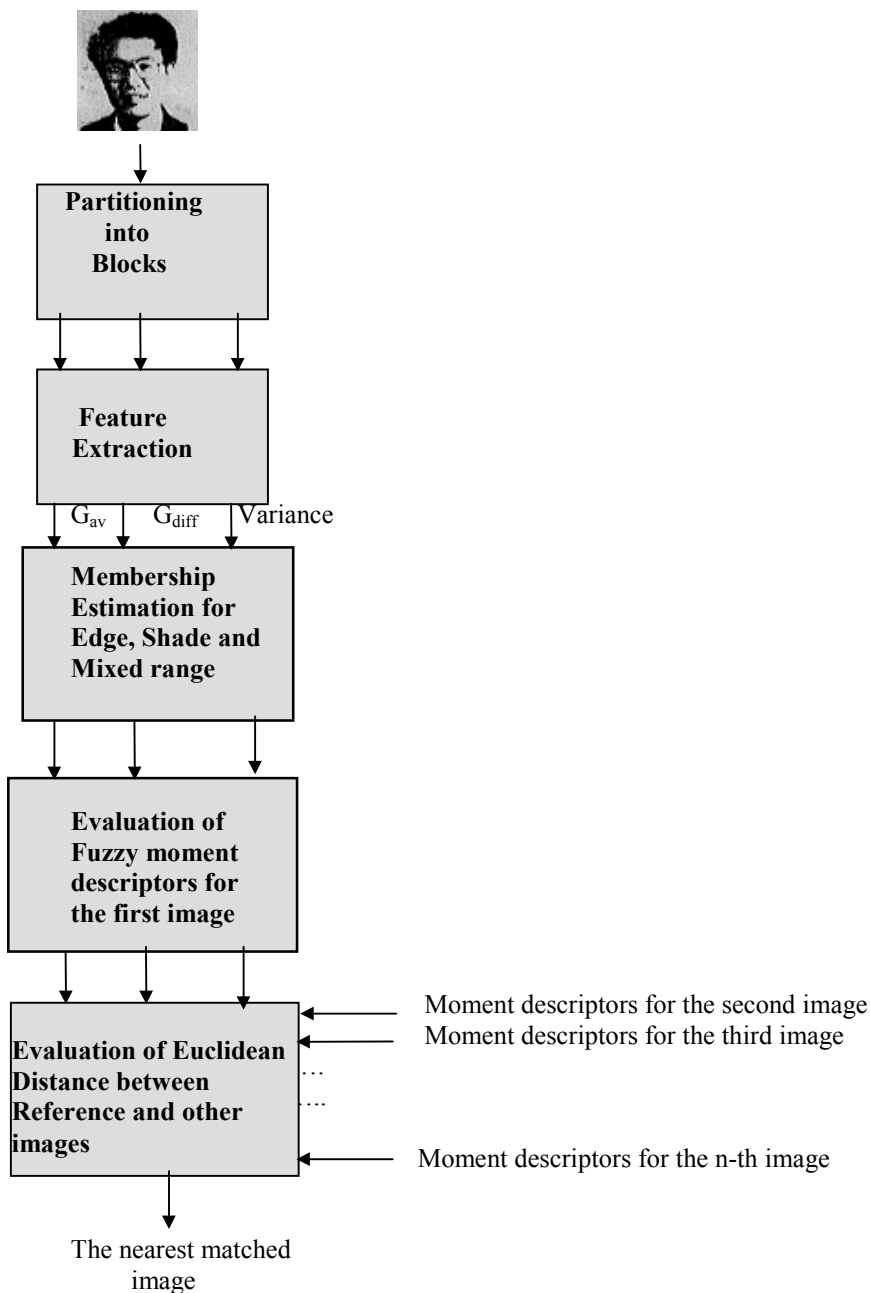 Partitioning
into
Blocks
Feature
Extraction
G_av G_diff Variance
Membership
Estimation for
Edge, Shade and
Mixed range
Evaluation of
Fuzzy moment
descriptors for
the first image
Moment descriptors for the second image
Moment descriptors for the third image
Evaluation of Euclidean
Distance between
Reference and other
images
…
….
Moment descriptors for the n-th image
The nearest matched
image